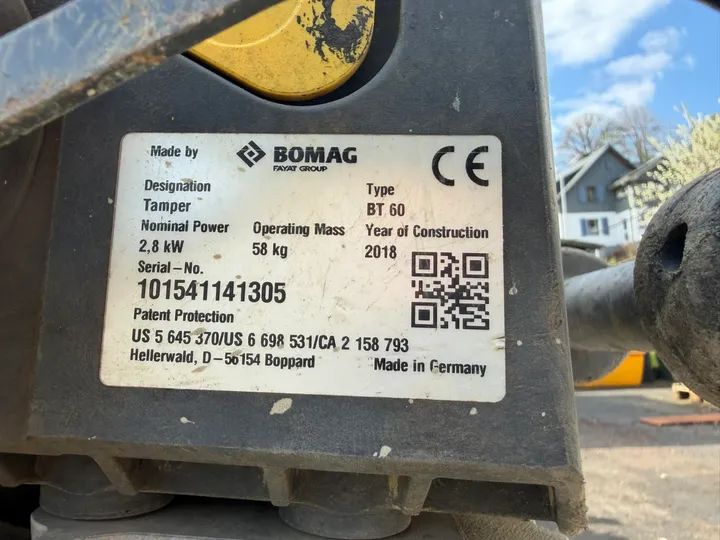 Made by BOMAG CE
FAYAT GROUP
Designation Type
Tamper BT 60
Nominal Power Operating Mass Year of Construction
2,8 kW 58 kg 2018
Serial-No.
101541141305
Patent Protection
US 5 645 370/US 6 698 531/CA 2 158 793
Hellerwald, D-56154 Boppard Made in Germany